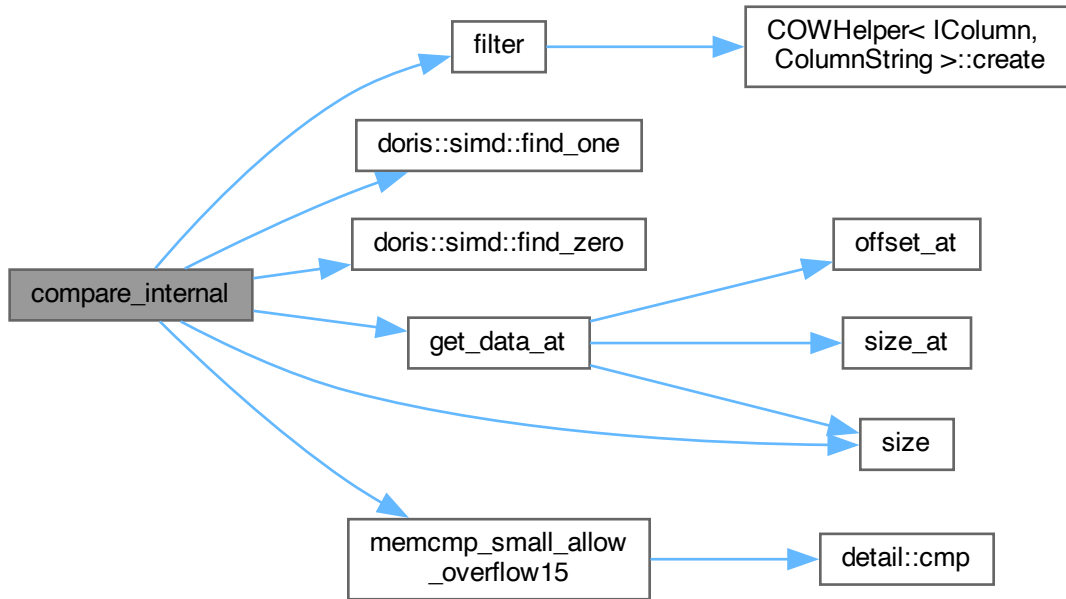 filter
COWHelper< IColumn,
ColumnString >::create
doris::simd::find_one
doris::simd::find_zero
compare_internal
get_data_at
offset_at
size_at
size
memcmp_small_allow
_overflow15
detail::cmp